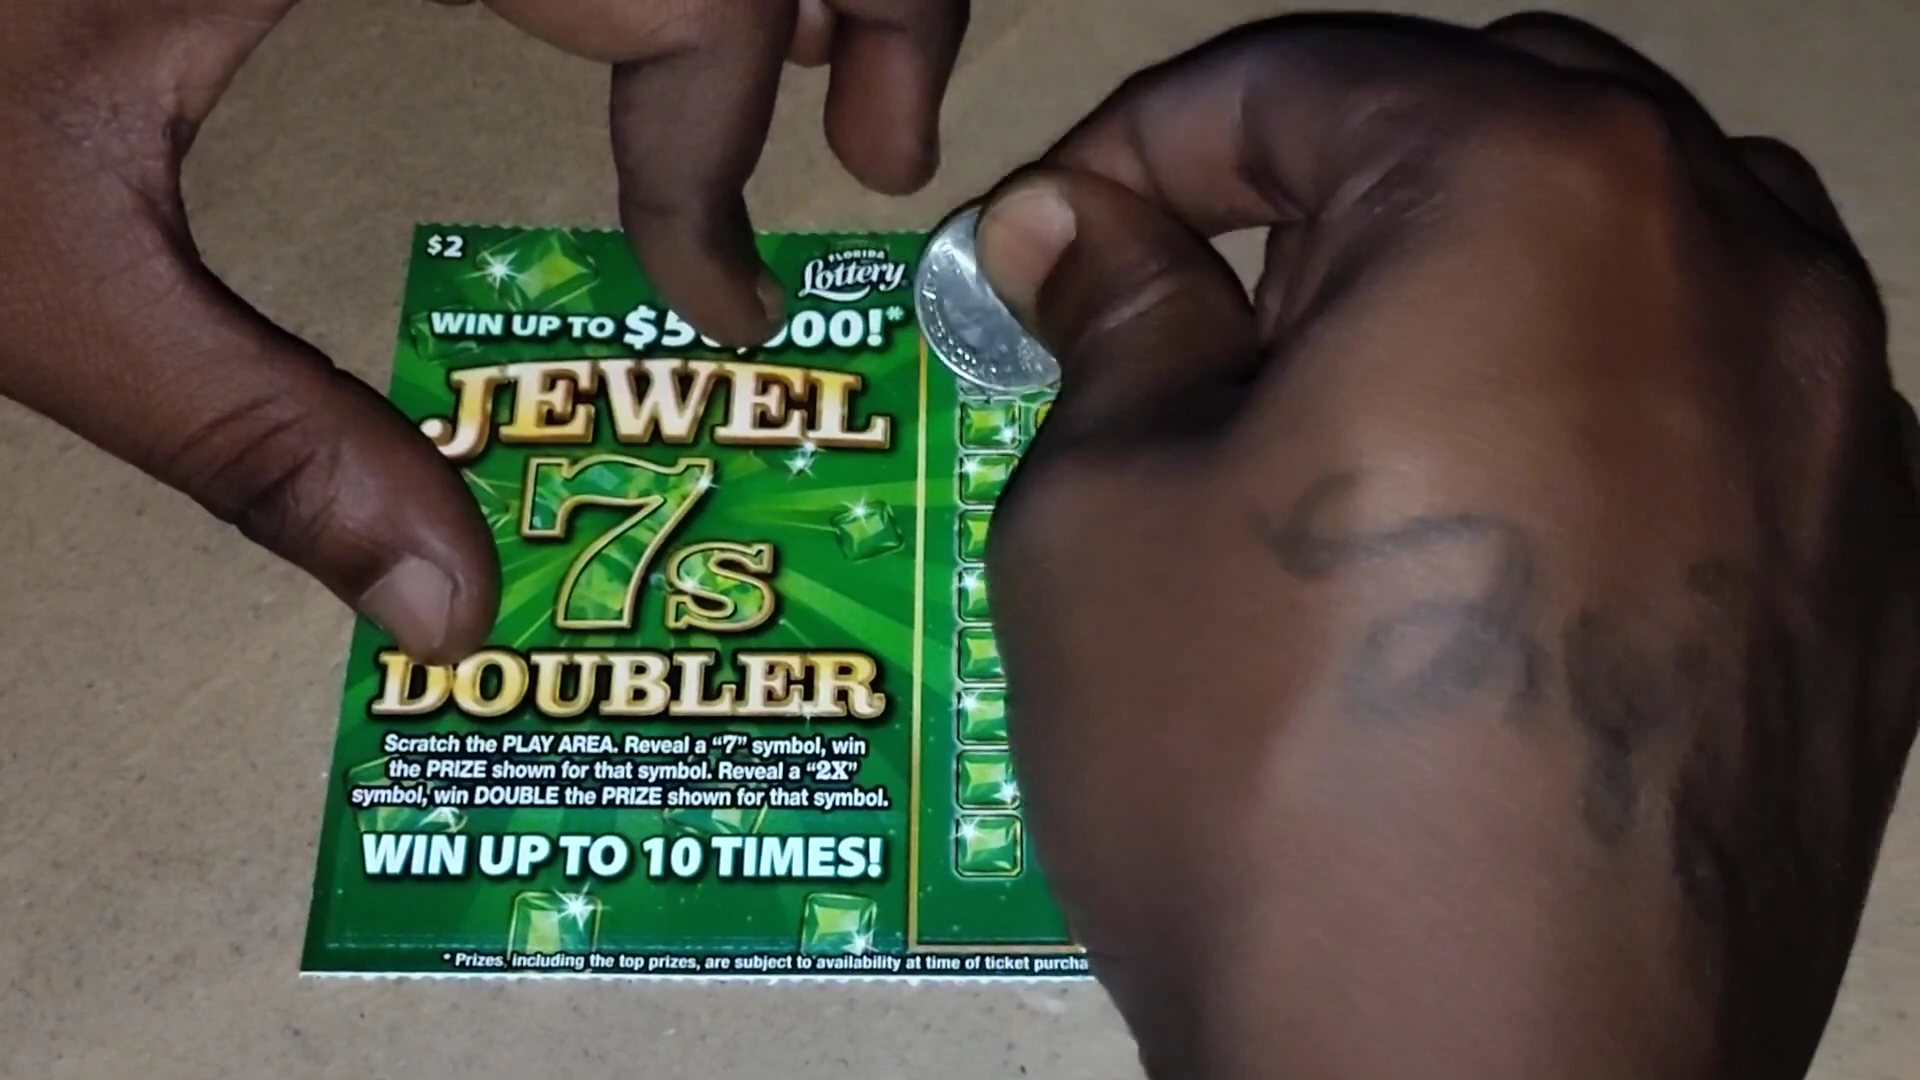 $2
FLORIDA
Lottery
WIN UP TO $5 000!*
JEWEL
7s
DOUBLER
Scratch the PLAY AREA. Reveal a “7” symbol, win
the PRIZE shown for that symbol. Reveal a “2X”
symbol, win DOUBLE the PRIZE shown for that symbol.
WIN UP TO 10 TIMES!
* Prizes, including the top prizes, are subject to availability at time of ticket purcha